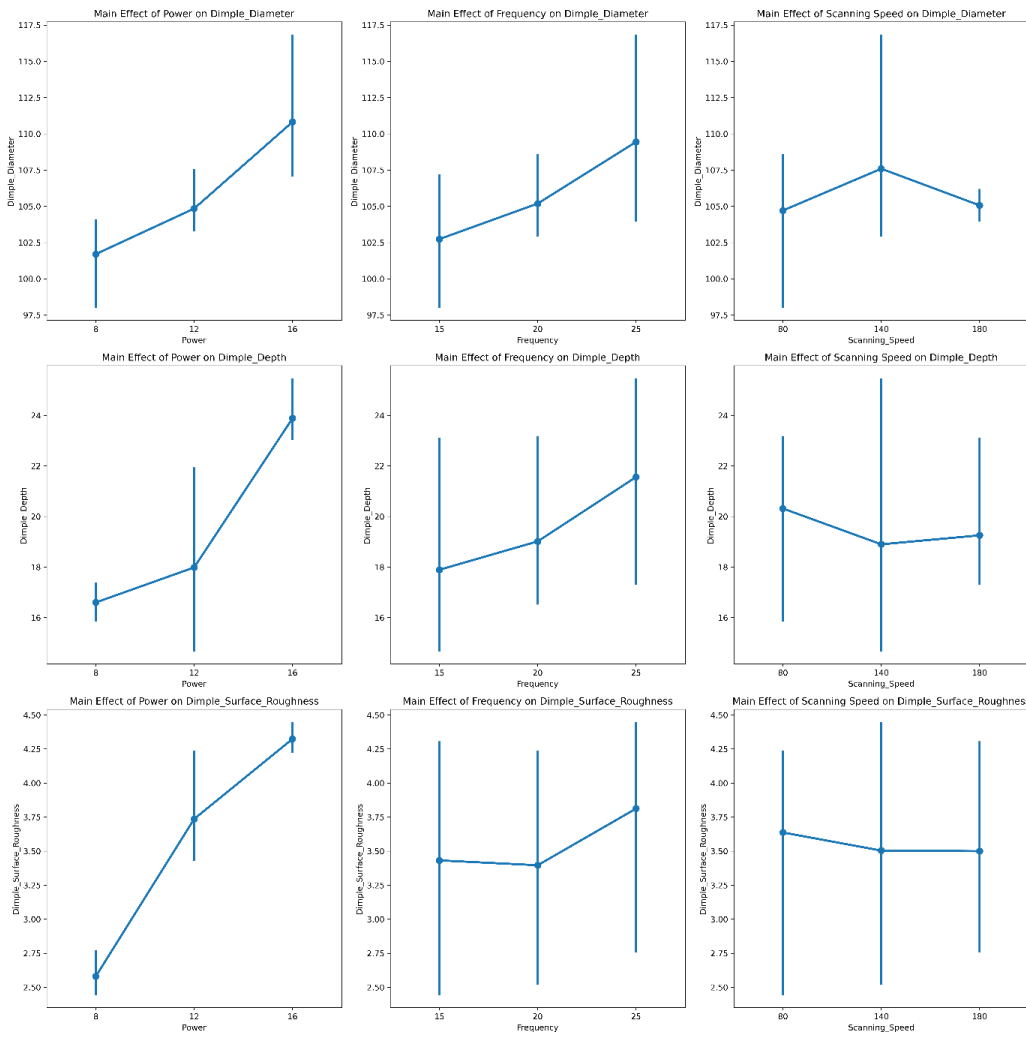 Main Effect of Power on Dimple_Diameter
117.5
115.0
112.5
110.0
107.5
105.0
102.5
100.0
97.5
Dimple_Diameter
8 12 16
Power
Main Effect of Frequency on Dimple_Diameter
117.5
115.0
112.5
110.0
107.5
105.0
102.5
100.0
97.5
Dimple_Diameter
15 20 25
Frequency
Main Effect of Scanning Speed on Dimple_Diameter
117.5
115.0
112.5
110.0
107.5
105.0
102.5
100.0
97.5
Dimple_Diameter
80 140 180
Scanning_Speed
Main Effect of Power on Dimple_Depth
24
22
20
18
16
Dimple_Depth
8 12 16
Power
Main Effect of Frequency on Dimple_Depth
24
22
20
18
16
Dimple_Depth
15 20 25
Frequency
Main Effect of Scanning Speed on Dimple_Depth
24
22
20
18
16
Dimple_Depth
80 140 180
Scanning_Speed
Main Effect of Power on Dimple_Surface_Roughness
4.50
4.25
4.00
3.75
3.50
3.25
3.00
2.75
2.50
Dimple_Surface_Roughness
8 12 16
Power
Main Effect of Frequency on Dimple_Surface_Roughness
4.50
4.25
4.00
3.75
3.50
3.25
3.00
2.75
2.50
Dimple_Surface_Roughness
15 20 25
Frequency
Main Effect of Scanning Speed on Dimple_Surface_Roughness
4.50
4.25
4.00
3.75
3.50
3.25
3.00
2.75
2.50
Dimple_Surface_Roughness
80 140 180
Scanning_Speed